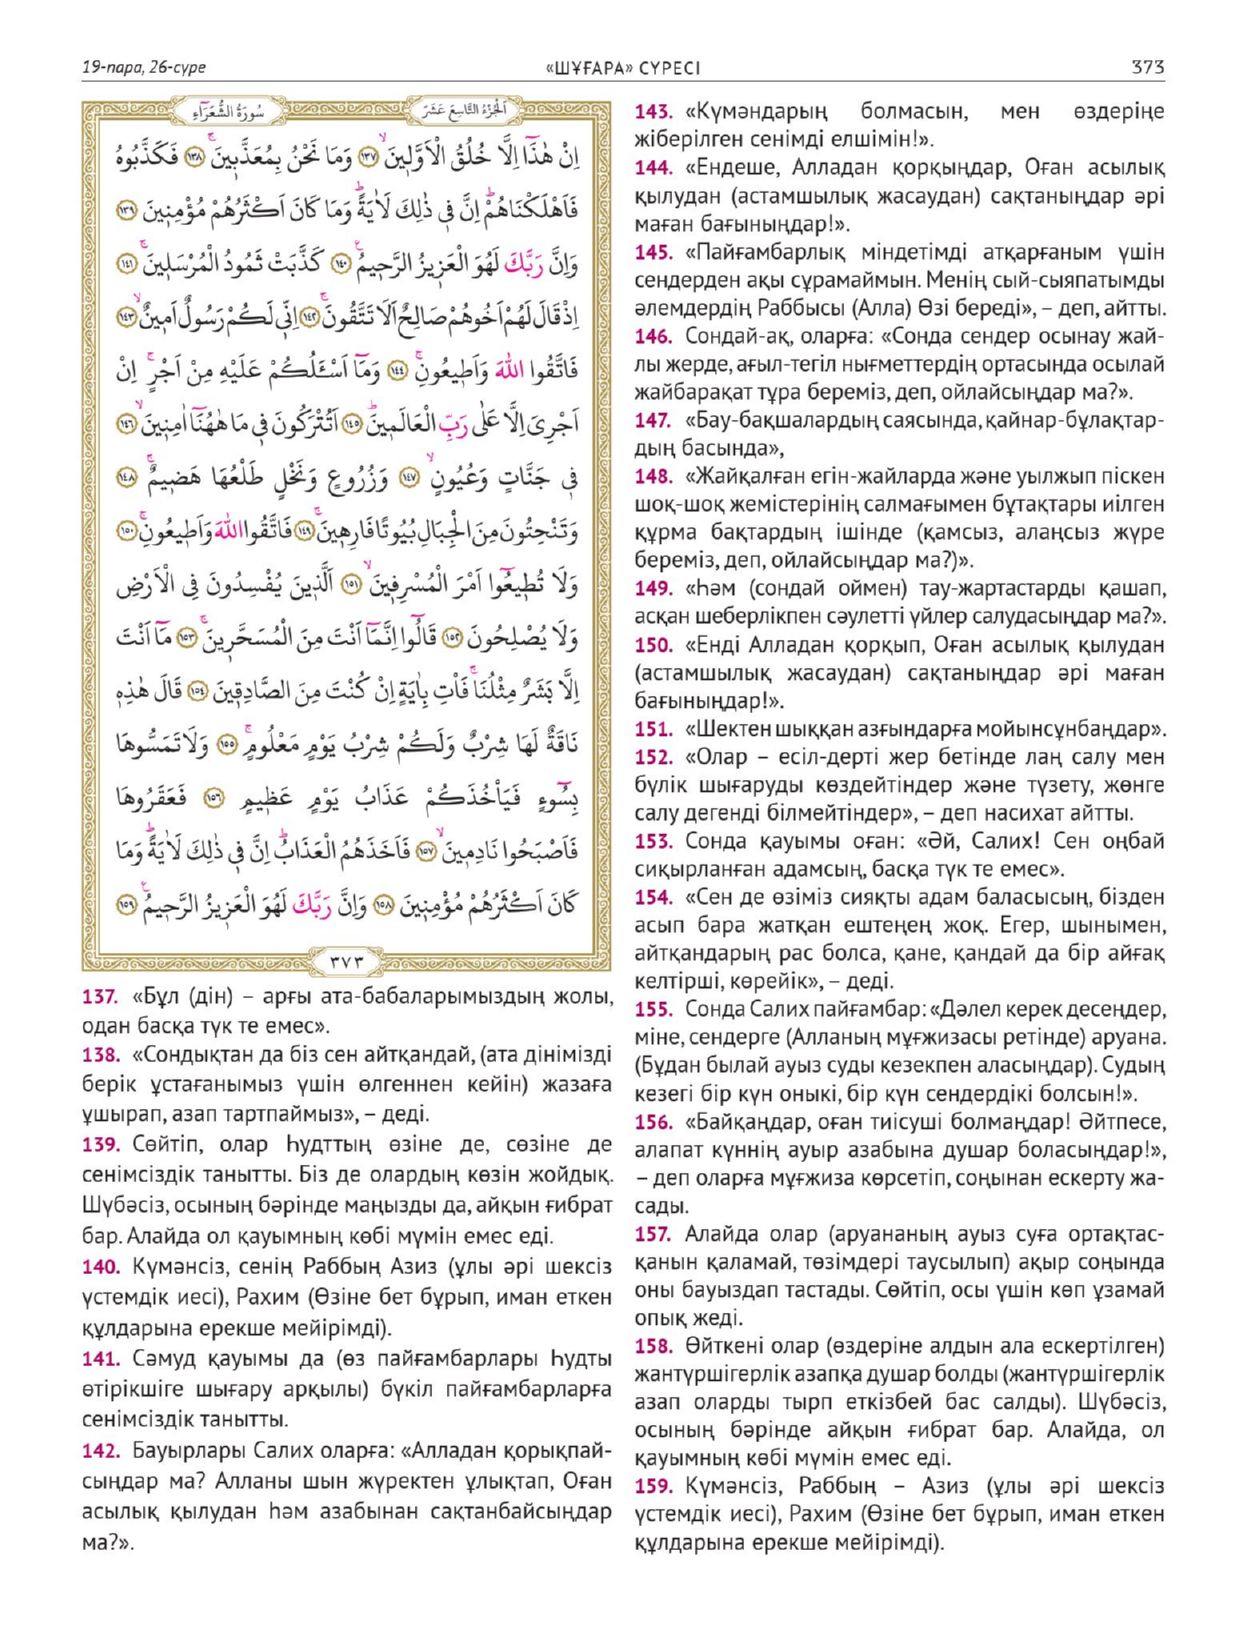 19-пара, 26-сүре
«ШҰҒАРА» СҮРЕСІ
373
سُورَةُ الشُّعَرَاءِ
اَلْجُزْءُ التَّاسِعَ عَشَرَ
اِنْ هٰذَٓا اِلَّا خُلُقُ الْاَوَّل۪ينَۙ ﴿١٣٧﴾ وَمَا نَحْنُ بِمُعَذَّب۪ينَۚ ﴿١٣٨﴾ فَكَذَّبُوهُ
فَاَهْلَكْنَاهُمْۜ اِنَّ ف۪ي ذٰلِكَ لَاٰيَةًۜ وَمَا كَانَ اَكْثَرُهُمْ مُؤْمِن۪ينَ ﴿١٣٩﴾
وَاِنَّ رَبَّكَ لَهُوَ الْعَز۪يزُ الرَّح۪يمُ۟ ﴿١٤٠﴾ كَذَّبَتْ ثَمُودُ الْمُرْسَل۪ينَۚ ﴿١٤١﴾
اِذْ قَالَ لَهُمْ اَخُوهُمْ صَالِحٌ اَلَا تَتَّقُونَۚ ﴿١٤٢﴾ اِنّ۪ي لَكُمْ رَسُولٌ اَم۪ينٌۙ ﴿١٤٣﴾
فَاتَّقُوا اللّٰهَ وَاَط۪يعُونِۚ ﴿١٤٤﴾ وَمَٓا اَسْـَٔلُكُمْ عَلَيْهِ مِنْ اَجْرٍۚ اِنْ
اَجْرِيَ اِلَّا عَلٰى رَبِّ الْعَالَم۪ينَۜ ﴿١٤٥﴾ اَتُتْرَكُونَ ف۪ي مَا هٰهُنَٓا اٰمِن۪ينَۙ ﴿١٤٦﴾
ف۪ي جَنَّاتٍ وَعُيُونٍۙ ﴿١٤٧﴾ وَزُرُوعٍ وَنَخْلٍ طَلْعُهَا هَض۪يمٌۚ ﴿١٤٨﴾
وَتَنْحِتُونَ مِنَ الْجِبَالِ بُيُوتًا فَارِه۪ينَۚ ﴿١٤٩﴾ فَاتَّقُوا اللّٰهَ وَاَط۪يعُونِۚ ﴿١٥٠﴾
وَلَا تُط۪يعُٓوا اَمْرَ الْمُسْرِف۪ينَۙ ﴿١٥١﴾ اَلَّذ۪ينَ يُفْسِدُونَ فِي الْاَرْضِ
وَلَا يُصْلِحُونَ ﴿١٥٢﴾ قَالُٓوا اِنَّمَٓا اَنْتَ مِنَ الْمُسَحَّر۪ينَۚ ﴿١٥٣﴾ مَٓا اَنْتَ
اِلَّا بَشَرٌ مِثْلُنَاۚ فَأْتِ بِاٰيَةٍ اِنْ كُنْتَ مِنَ الصَّادِق۪ينَ ﴿١٥٤﴾ قَالَ هٰذِه۪
نَاقَةٌ لَهَا شِرْبٌ وَلَكُمْ شِرْبُ يَوْمٍ مَعْلُومٍۚ ﴿١٥٥﴾ وَلَا تَمَسُّوهَا
بِسُٓوءٍ فَيَأْخُذَكُمْ عَذَابُ يَوْمٍ عَظ۪يمٍ ﴿١٥٦﴾ فَعَقَرُوهَا
فَاَصْبَحُوا نَادِم۪ينَۙ ﴿١٥٧﴾ فَاَخَذَهُمُ الْعَذَابُۜ اِنَّ ف۪ي ذٰلِكَ لَاٰيَةًۜ وَمَا
كَانَ اَكْثَرُهُمْ مُؤْمِن۪ينَ ﴿١٥٨﴾ وَاِنَّ رَبَّكَ لَهُوَ الْعَز۪يزُ الرَّح۪يمُ۟ ﴿١٥٩﴾
٣٧٣
137. «Бұл (дін) – арғы ата-бабаларымыздың жолы,
одан басқа түк те емес».
138. «Сондықтан да біз сен айтқандай, (ата дінімізді
берік ұстағанымыз үшін өлгеннен кейін) жазаға
ұшырап, азап тартпаймыз», – деді.
139. Сөйтіп, олар Һудттың өзіне де, сөзіне де
сенімсіздік танытты. Біз де олардың көзін жойдық.
Шүбәсіз, осының бәрінде маңызды да, айқын ғибрат
бар. Алайда ол қауымның көбі мүмін емес еді.
140. Күмәнсіз, сенің Раббың Азиз (ұлы әрі шексіз
үстемдік иесі), Рахим (Өзіне бет бұрып, иман еткен
құлдарына ерекше мейірімді).
141. Сәмуд қауымы да (өз пайғамбарлары Һудты
өтірікшіге шығару арқылы) бүкіл пайғамбарларға
сенімсіздік танытты.
142. Бауырлары Салих оларға: «Алладан қорықпай-
сыңдар ма? Алланы шын жүректен ұлықтап, Оған
асылық қылудан һәм азабынан сақтанбайсыңдар
ма?».
143. «Күмәндарың болмасын, мен өздеріңе
жіберілген сенімді елшімін!».
144. «Ендеше, Алладан қорқыңдар, Оған асылық
қылудан (астамшылық жасаудан) сақтаныңдар әрі
маған бағыныңдар!».
145. «Пайғамбарлық міндетімді атқарғаным үшін
сендерден ақы сұрамаймын. Менің сый-сыяпатымды
әлемдердің Раббысы (Алла) Өзі береді», – деп, айтты.
146. Сондай-ақ, оларға: «Сонда сендер осынау жай-
лы жерде, ағыл-тегіл нығметтердің ортасында осылай
жайбарақат тұра береміз, деп, ойлайсыңдар ма?».
147. «Бау-бақшалардың саясында, қайнар-бұлақтар-
дың басында»,
148. «Жайқалған егін-жайларда және уылжып піскен
шоқ-шоқ жемістерінің салмағымен бұтақтары иілген
құрма бақтардың ішінде (қамсыз, алаңсыз жүре
береміз, деп, ойлайсыңдар ма?)».
149. «Һәм (сондай оймен) тау-жартастарды қашап,
асқан шеберлікпен сәулетті үйлер салудасыңдар ма?».
150. «Енді Алладан қорқып, Оған асылық қылудан
(астамшылық жасаудан) сақтаныңдар әрі маған
бағыныңдар!».
151. «Шектен шыққан азғындарға мойынсұнбаңдар».
152. «Олар – есіл-дерті жер бетінде лаң салу мен
бүлік шығаруды көздейтіндер және түзету, жөнге
салу дегенді білмейтіндер», – деп насихат айтты.
153. Сонда қауымы оған: «Әй, Салих! Сен оңбай
сиқырланған адамсың, басқа түк те емес».
154. «Сен де өзіміз сияқты адам баласысың, бізден
асып бара жатқан ештеңең жоқ. Егер, шынымен,
айтқандарың рас болса, қане, қандай да бір айғақ
келтірші, көрейік», – деді.
155. Сонда Салих пайғамбар: «Дәлел керек десеңдер,
міне, сендерге (Алланың мұғжизасы ретінде) аруана.
(Бұдан былай ауыз суды кезекпен аласыңдар). Судың
кезегі бір күн оныкі, бір күн сендердікі болсын!».
156. «Байқаңдар, оған тиісуші болмаңдар! Әйтпесе,
алапат күннің ауыр азабына душар боласыңдар!»,
– деп оларға мұғжиза көрсетіп, соңынан ескерту жа-
сады.
157. Алайда олар (аруананың ауыз суға ортақтас-
қанын қаламай, төзімдері таусылып) ақыр соңында
оны бауыздап тастады. Сөйтіп, осы үшін көп ұзамай
опық жеді.
158. Өйткені олар (өздеріне алдын ала ескертілген)
жантүршігерлік азапқа душар болды (жантүршігерлік
азап оларды тырп еткізбей бас салды). Шүбәсіз,
осының бәрінде айқын ғибрат бар. Алайда, ол
қауымның көбі мүмін емес еді.
159. Күмәнсіз, Раббың – Азиз (ұлы әрі шексіз
үстемдік иесі), Рахим (Өзіне бет бұрып, иман еткен
құлдарына ерекше мейірімді).